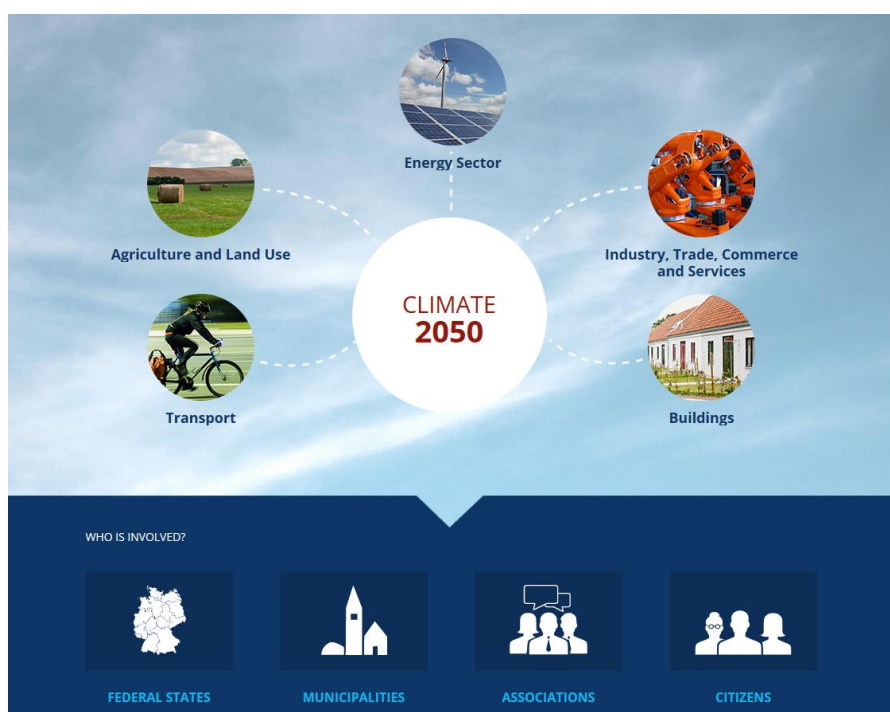 Energy Sector
Agriculture and Land Use
Industry, Trade, Commerce
and Services
CLIMATE
2050
Transport
Buildings
WHO IS INVOLVED?
FEDERAL STATES
MUNICIPALITIES
ASSOCIATIONS
CITIZENS